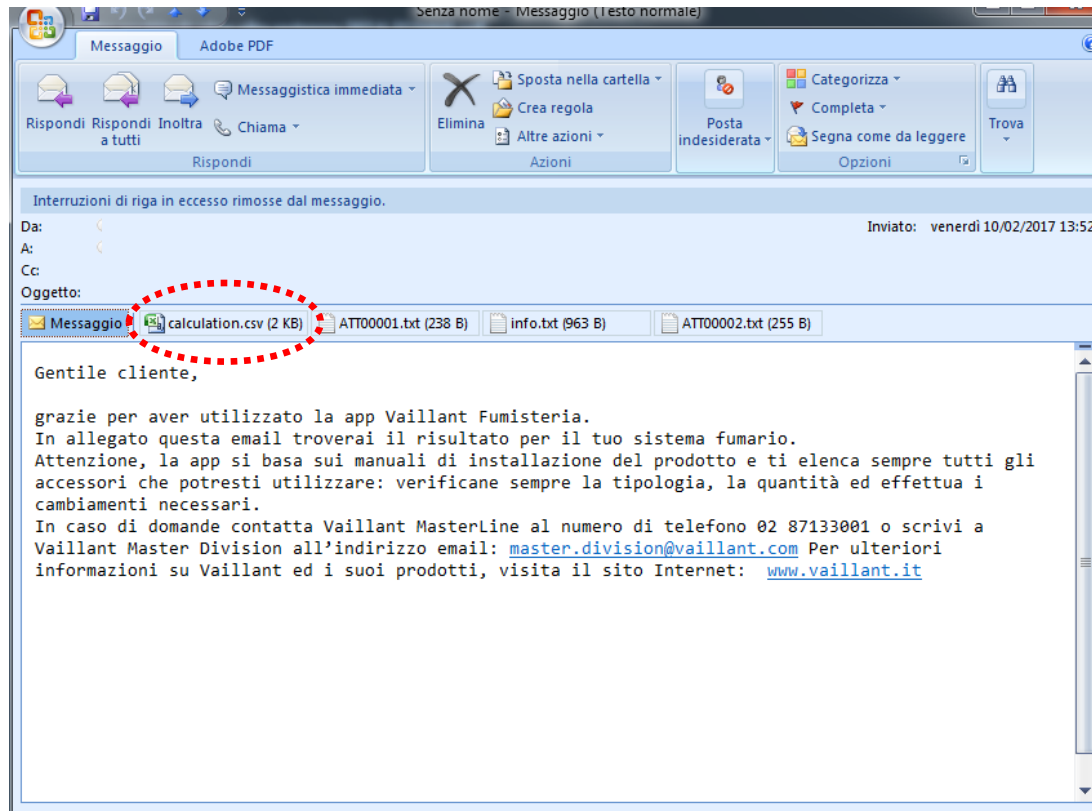 Senza nome - Messaggio (Testo normale)
Messaggio Adobe PDF
Rispondi Rispondi a tutti Inoltra Messaggistica immediata Chiama
Rispondi
Elimina Sposta nella cartella Crea regola Altre azioni
Azioni
Posta indesiderata
Categorizza Completa Segna come da leggere
Opzioni
Trova
Interruzioni di riga in eccesso rimosse dal messaggio.
Da: Inviato: venerdì 10/02/2017 13:52
A:
Cc:
Oggetto:
Messaggio calculation.csv (2 KB) ATT00001.txt (238 B) info.txt (963 B) ATT00002.txt (255 B)
Gentile cliente,
grazie per aver utilizzato la app Vaillant Fumisteria.
In allegato questa email troverai il risultato per il tuo sistema fumario.
Attenzione, la app si basa sui manuali di installazione del prodotto e ti elenca sempre tutti gli
accessori che potresti utilizzare: verificane sempre la tipologia, la quantità ed effettua i
cambiamenti necessari.
In caso di domande contatta Vaillant MasterLine al numero di telefono 02 87133001 o scrivi a
Vaillant Master Division all’indirizzo email: master.division@vaillant.com Per ulteriori
informazioni su Vaillant ed i suoi prodotti, visita il sito Internet: www.vaillant.it